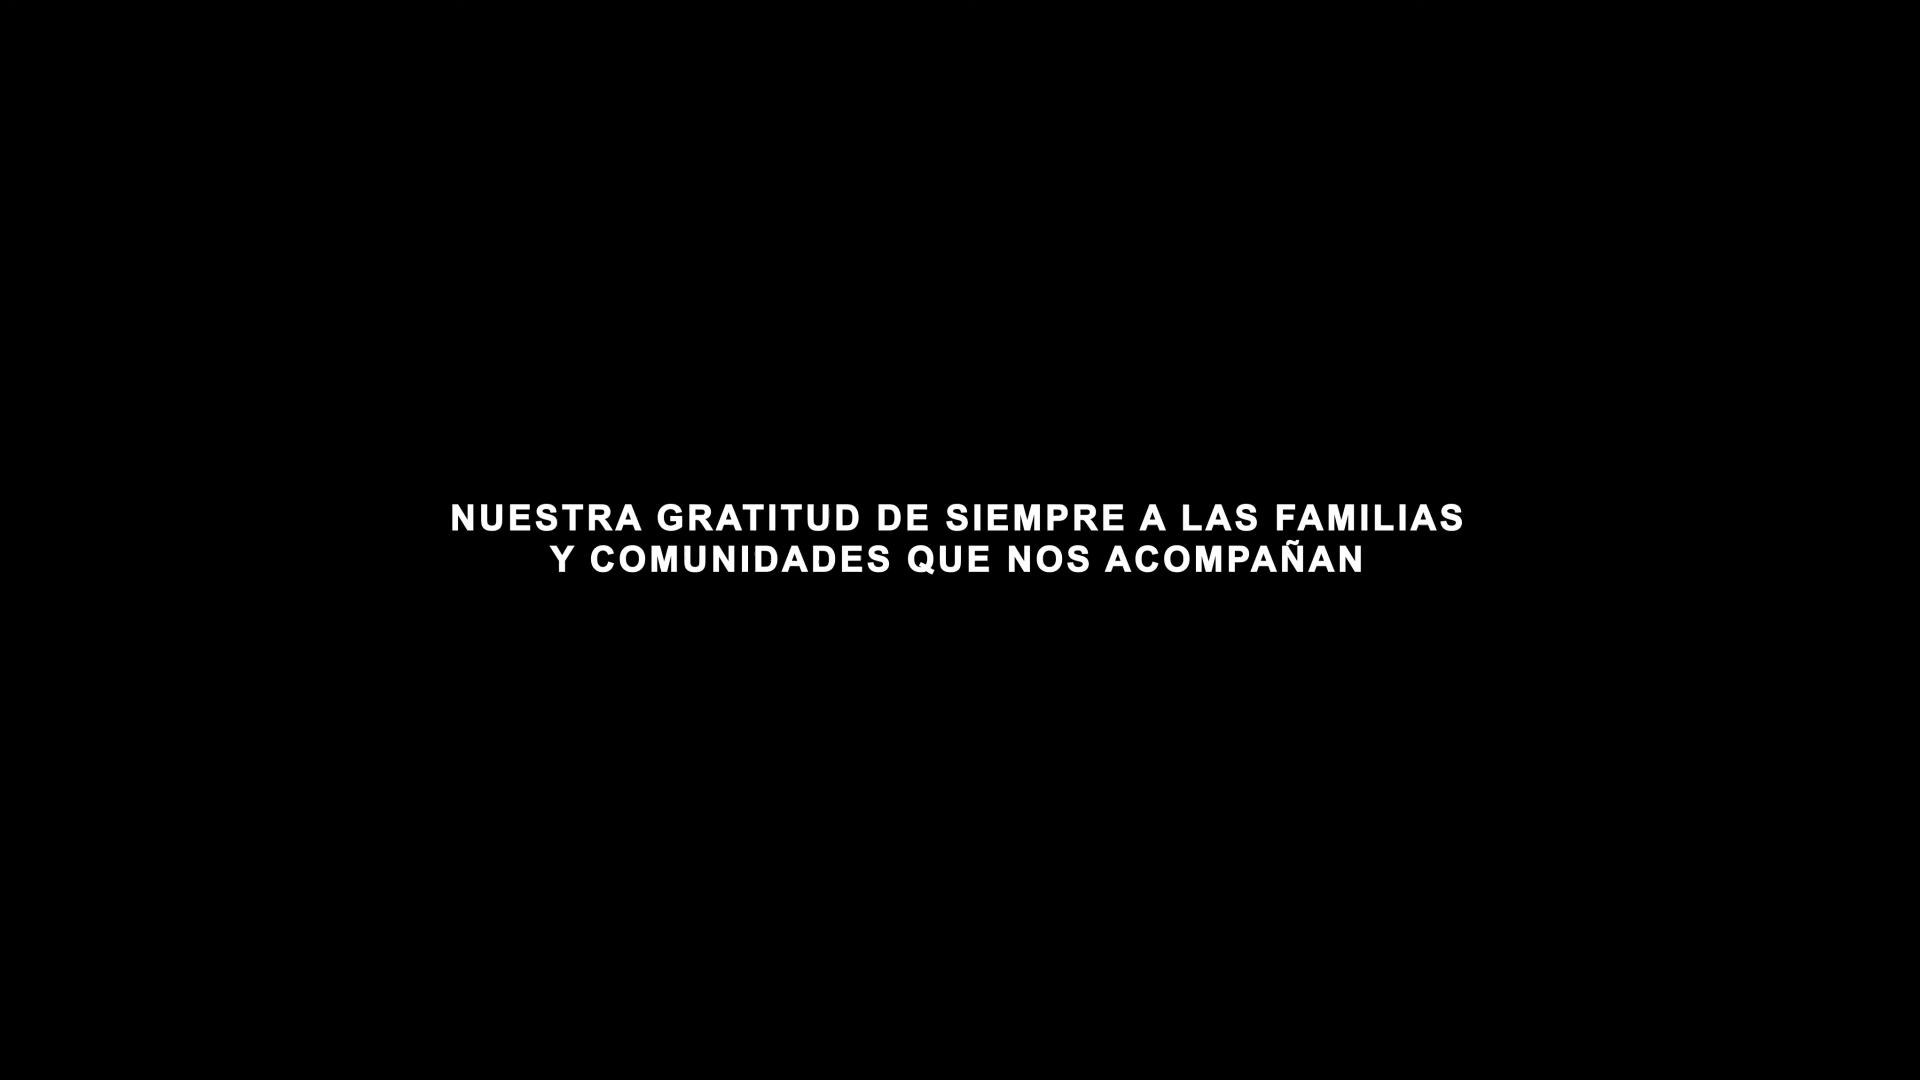 NUESTRA GRATITUD DE SIEMPRE A LAS FAMILIAS
Y COMUNIDADES QUE NOS ACOMPAÑAN